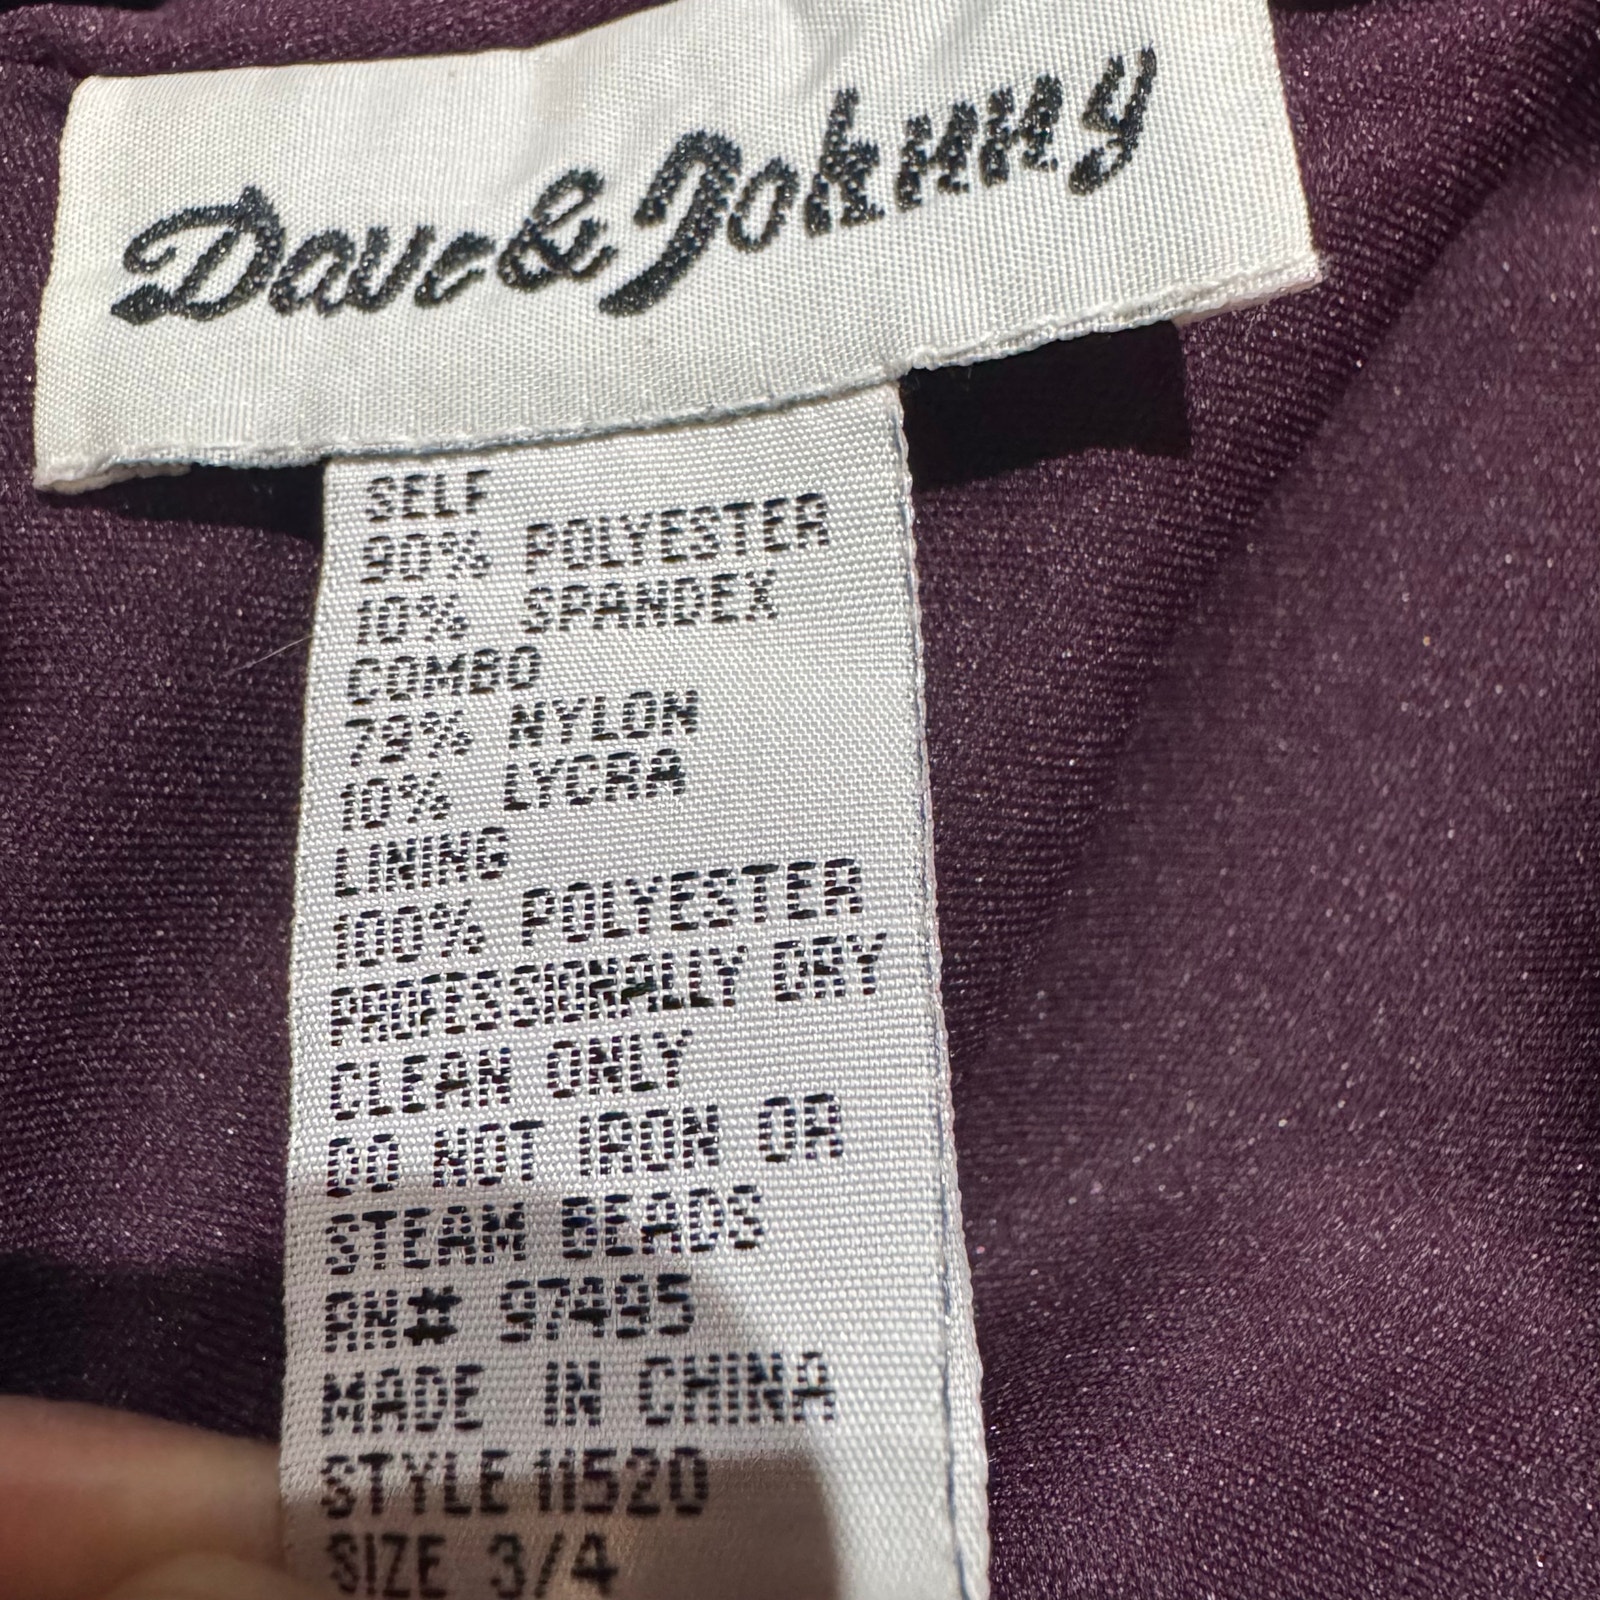 Dave & Johnny
SELF
90% POLYESTER
10% SPANDEX
COMBO
79% NYLON
10% LYCRA
LINING
100% POLYESTER
PROFESSIONALLY DRY
CLEAN ONLY
DO NOT IRON OR
STEAM BEADS
RN# 97495
MADE IN CHINA
STYLE 11520
SIZE 3/4